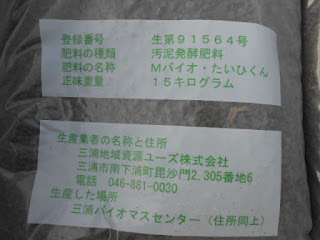 登録番号 生第91564号
肥料の種類 汚泥発酵肥料
肥料の名称 Mバイオ・たいひくん
正味重量 15キログラム
生産業者の名称と住所
三浦地域資源ユーズ株式会社
三浦市南下浦町毘沙門2,305番地6
電話 046-881-0030
生産した場所
三浦バイオマスセンター（住所同上）